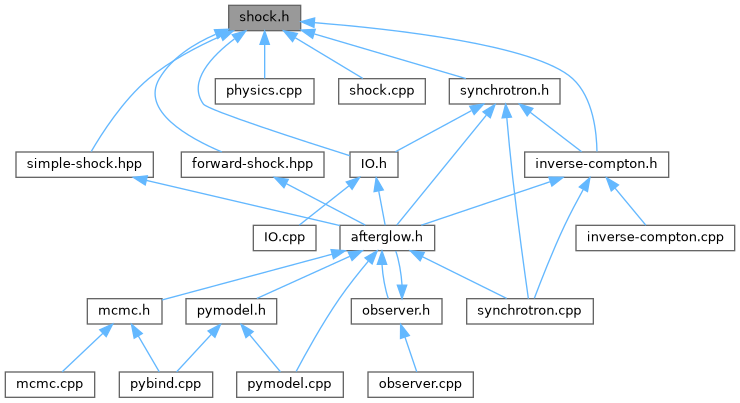 shock.h
physics.cpp
shock.cpp
synchrotron.h
simple-shock.hpp
forward-shock.hpp
IO.h
inverse-compton.h
IO.cpp
afterglow.h
inverse-compton.cpp
mcmc.h
pymodel.h
observer.h
synchrotron.cpp
mcmc.cpp
pybind.cpp
pymodel.cpp
observer.cpp